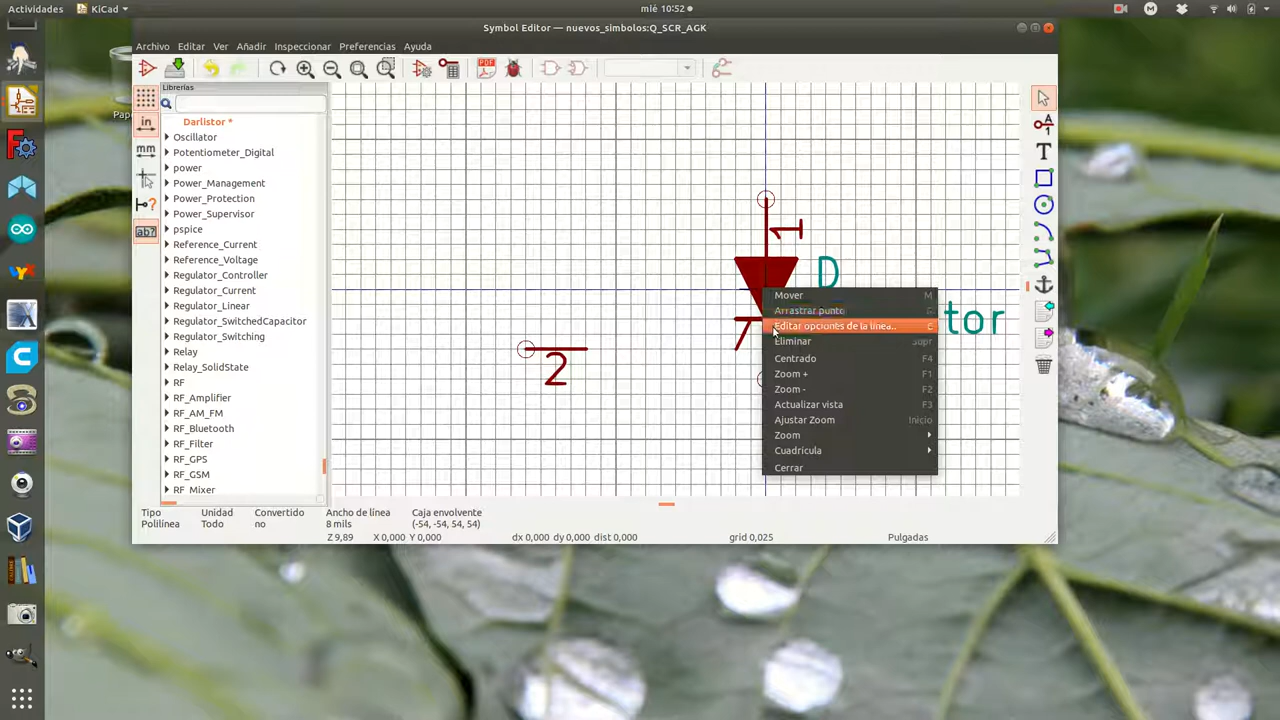 Actividades KiCad mié 10:52
Symbol Editor — nuevos_simbolos:Q_SCR_AGK
Archivo Editar Ver Añadir Inspeccionar Preferencias Ayuda
PDF
Librerías
in
mm
ab?
Darlistor *
Oscillator
Potentiometer_Digital
power
Power_Management
Power_Protection
Power_Supervisor
pspice
Reference_Current
Reference_Voltage
Regulator_Controller
Regulator_Current
Regulator_Linear
Regulator_SwitchedCapacitor
Regulator_Switching
Relay
Relay_SolidState
RF
RF_Amplifier
RF_AM_FM
RF_Bluetooth
RF_Filter
RF_GPS
RF_GSM
RF_Mixer
1
D
tor
2
Mover M
Arrastrar punto
Editar opciones de la línea.. E
Eliminar Supr
Centrado F4
Zoom + F1
Zoom - F2
Actualizar vista F3
Ajustar Zoom Inicio
Zoom
Cuadrícula
Cerrar
Tipo Unidad Convertido Ancho de línea Caja envolvente
Polilínea Todo no 8 mils (-54, -54, 54, 54)
Z 9,89 X 0,000 Y 0,000 dx 0,000 dy 0,000 dist 0,000 grid 0,025 Pulgadas